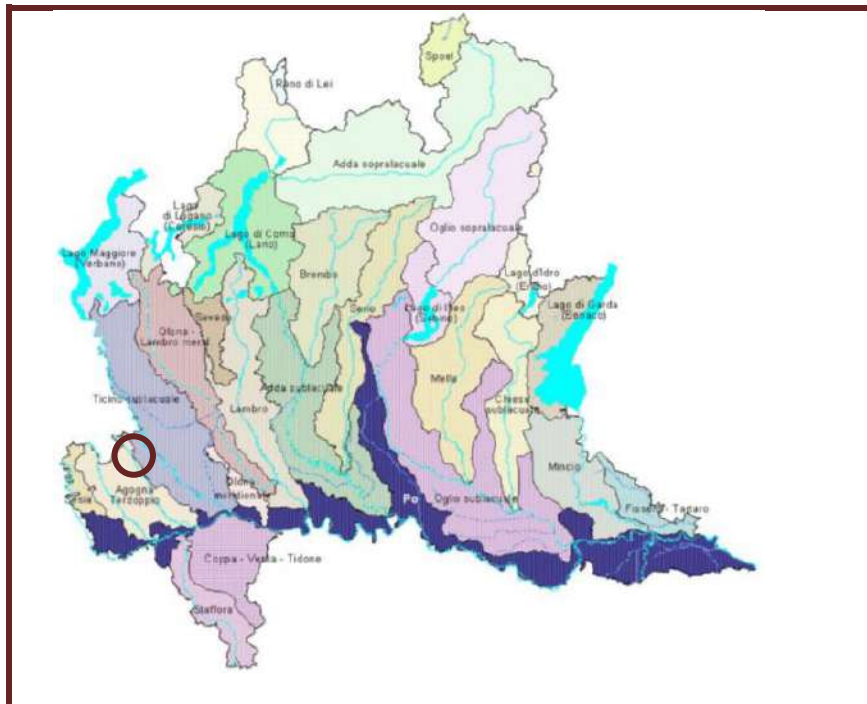 Spoel
Reno di Lei
Adda sopralacuale
Lago
di Lugano
(Ceresio)
Lago di Como
(Lario)
Oglio sopralacuale
Lago Maggiore
(Verbano)
Brembo
Lago d'Idro
(Eridio)
Serio
Lago di Iseo
(Sebino)
Lago di Garda
(Benaco)
Seveso
Olona -
Lambro merid.
Adda sublacuale
Mella
Ticino sublacuale
Lambro
Chiese
sublacuale
Mincio
Agogna
Terdoppio
Olona
meridionale
Po
Oglio sublacuale
Fissero - Tartaro
Coppa - Versa - Tidone
Staffora